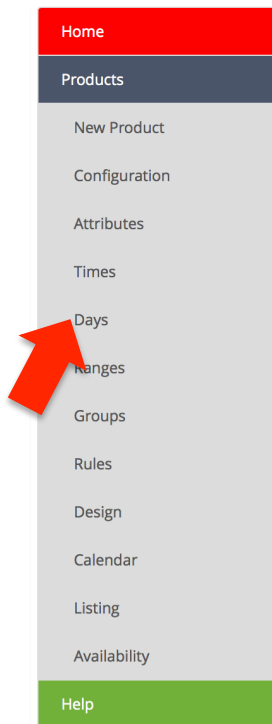 Home
Products
New Product
Configuration
Attributes
Times
Days
Ranges
Groups
Rules
Design
Calendar
Listing
Availability
Help